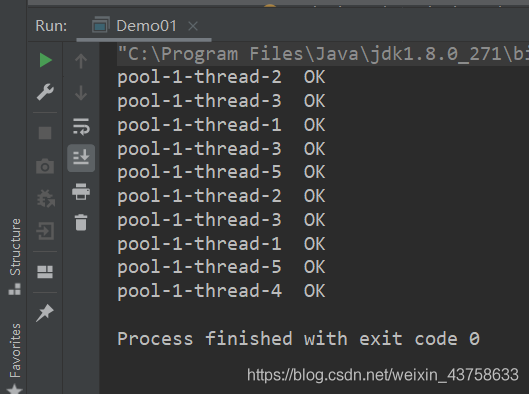 Run: Demo01 ×
"C:\Program Files\Java\jdk1.8.0_271\bi
pool-1-thread-2 OK
pool-1-thread-3 OK
pool-1-thread-1 OK
pool-1-thread-3 OK
pool-1-thread-5 OK
pool-1-thread-2 OK
pool-1-thread-3 OK
pool-1-thread-1 OK
pool-1-thread-5 OK
pool-1-thread-4 OK
Process finished with exit code 0
Structure
Favorites
https://blog.csdn.net/weixin_43758633